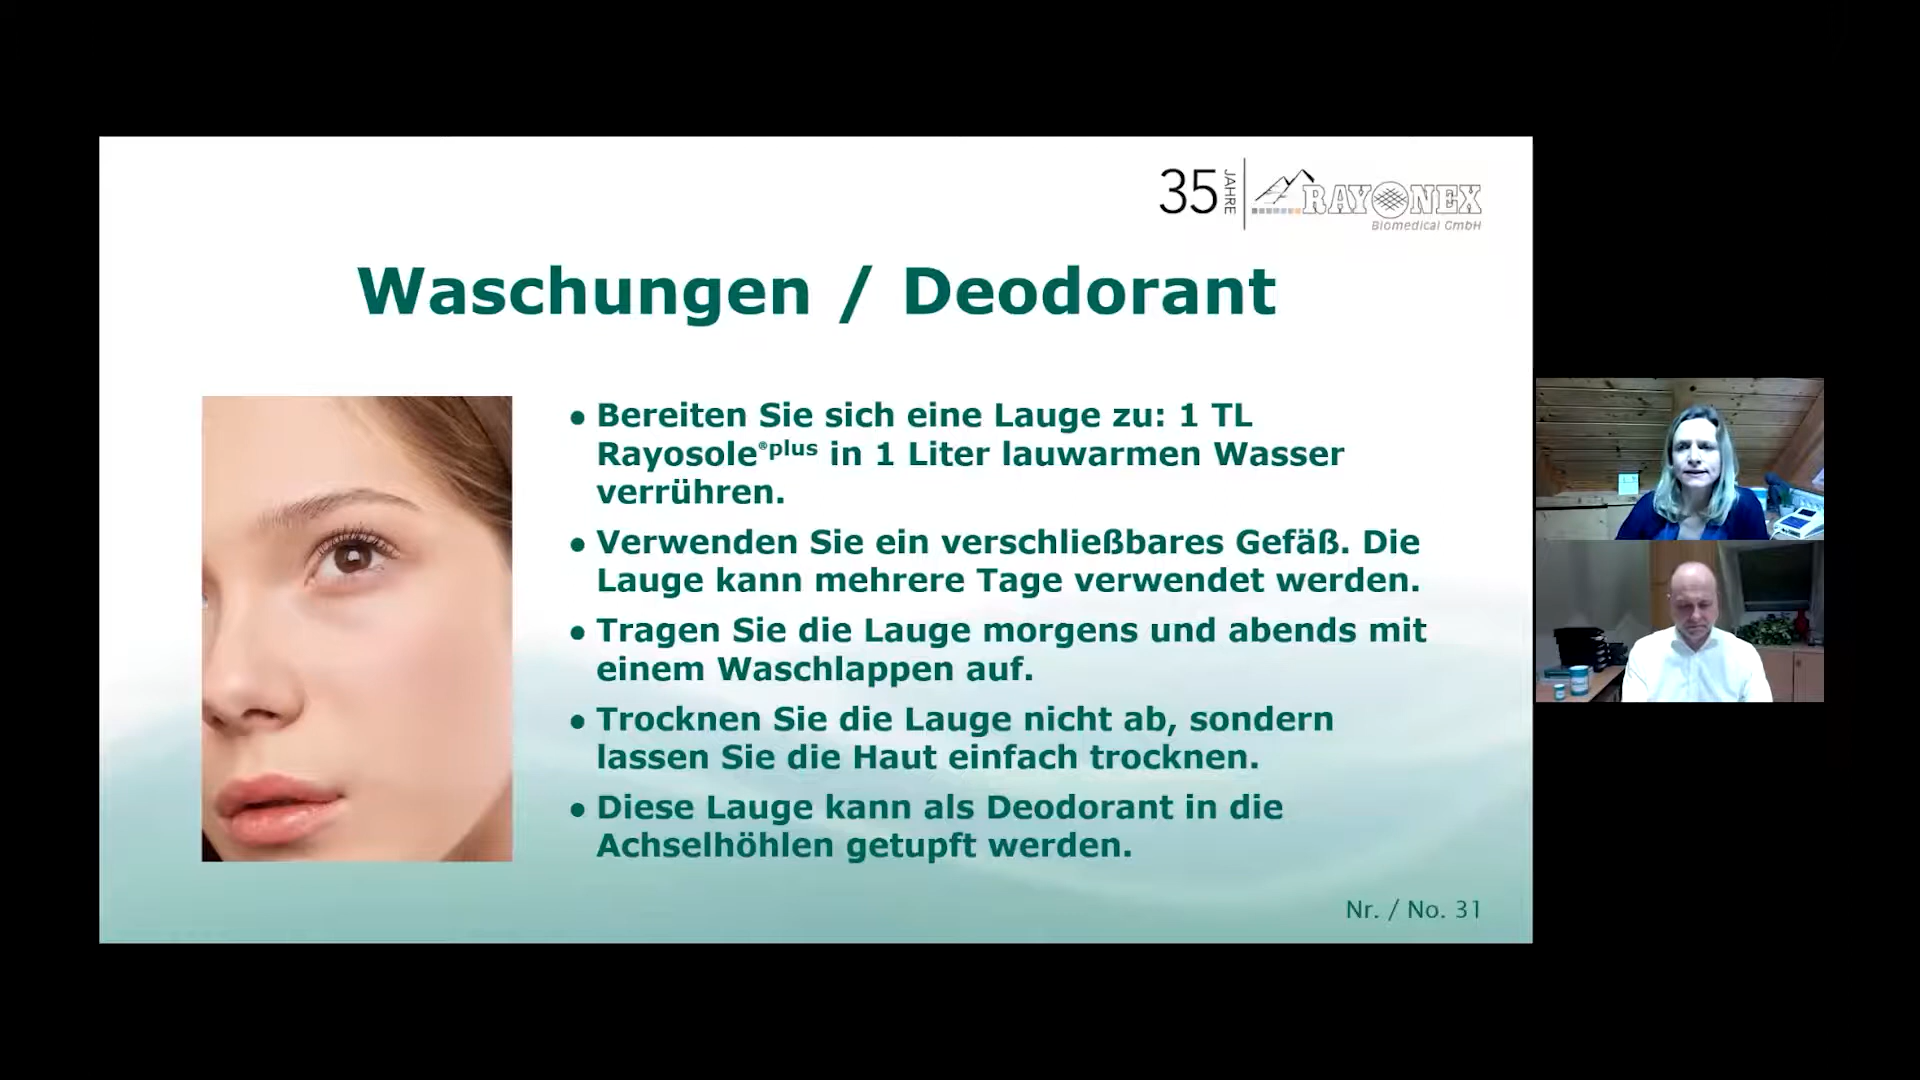 35 JAHRE
RAYONEX
Biomedical GmbH
Waschungen / Deodorant
• Bereiten Sie sich eine Lauge zu: 1 TL
Rayosole®plus in 1 Liter lauwarmen Wasser
verrühren.
• Verwenden Sie ein verschließbares Gefäß. Die
Lauge kann mehrere Tage verwendet werden.
• Tragen Sie die Lauge morgens und abends mit
einem Waschlappen auf.
• Trocknen Sie die Lauge nicht ab, sondern
lassen Sie die Haut einfach trocknen.
• Diese Lauge kann als Deodorant in die
Achselhöhlen getupft werden.
Nr. / No. 31